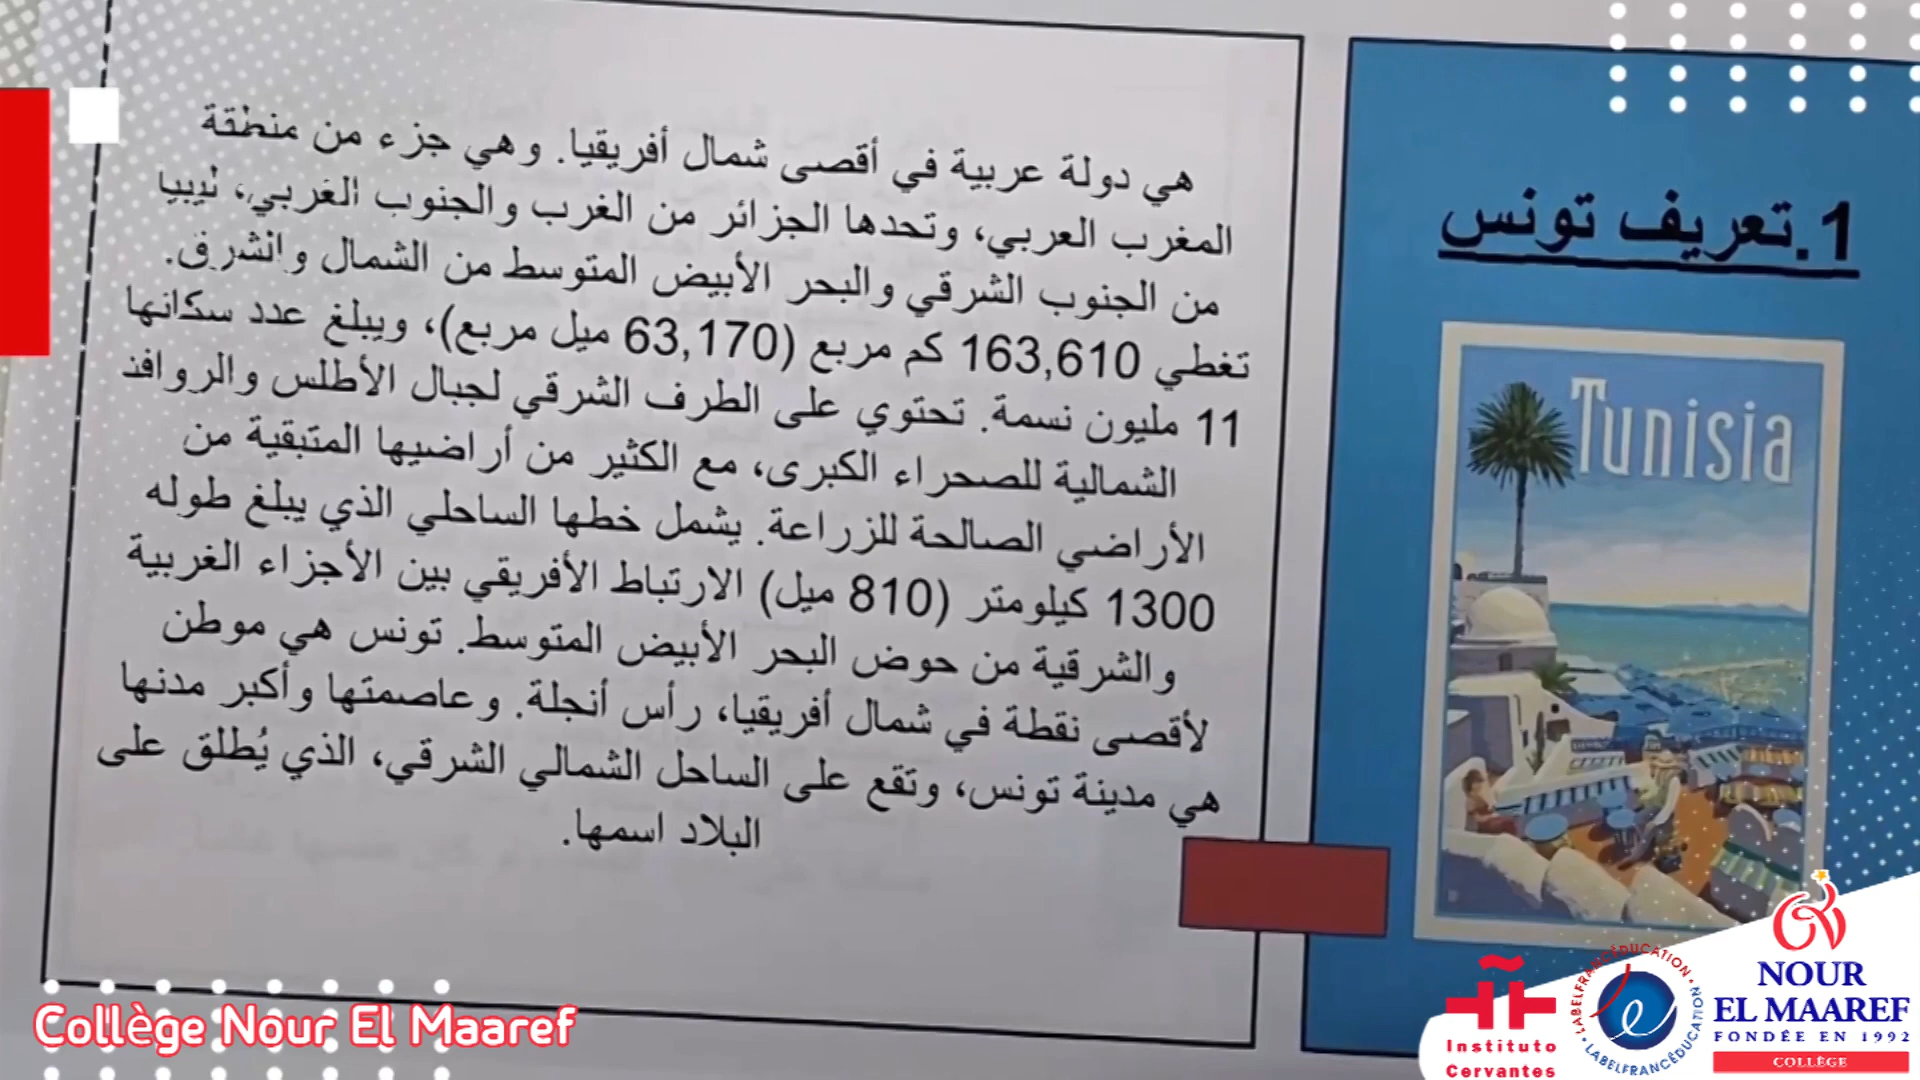 1.تعريف تونس
هي دولة عربية في أقصى شمال أفريقيا. وهي جزء من منطقة
المغرب العربي، وتحدها الجزائر من الغرب والجنوب الغربي، ليبيا
من الجنوب الشرقي والبحر الأبيض المتوسط من الشمال والشرق.
تغطي 163,610 كم مربع (63,170 ميل مربع)، ويبلغ عدد سكانها
11 مليون نسمة. تحتوي على الطرف الشرقي لجبال الأطلس والروافد
الشمالية للصحراء الكبرى، مع الكثير من أراضيها المتبقية من
الأراضي الصالحة للزراعة. يشمل خطها الساحلي الذي يبلغ طوله
1300 كيلومتر (810 ميل) الارتباط الأفريقي بين الأجزاء الغربية
والشرقية من حوض البحر الأبيض المتوسط. تونس هي موطن
لأقصى نقطة في شمال أفريقيا، رأس أنجلة. وعاصمتها وأكبر مدنها
هي مدينة تونس، وتقع على الساحل الشمالي الشرقي، الذي يُطلق على
البلاد اسمها.
Tunisia
Collège Nour El Maaref
Instituto
Cervantes
LABELFRANCÉDUCATION • LABELFRANCÉDUCATION •
NOUR
EL MAAREF
FONDÉE EN 1992
COLLÈGE